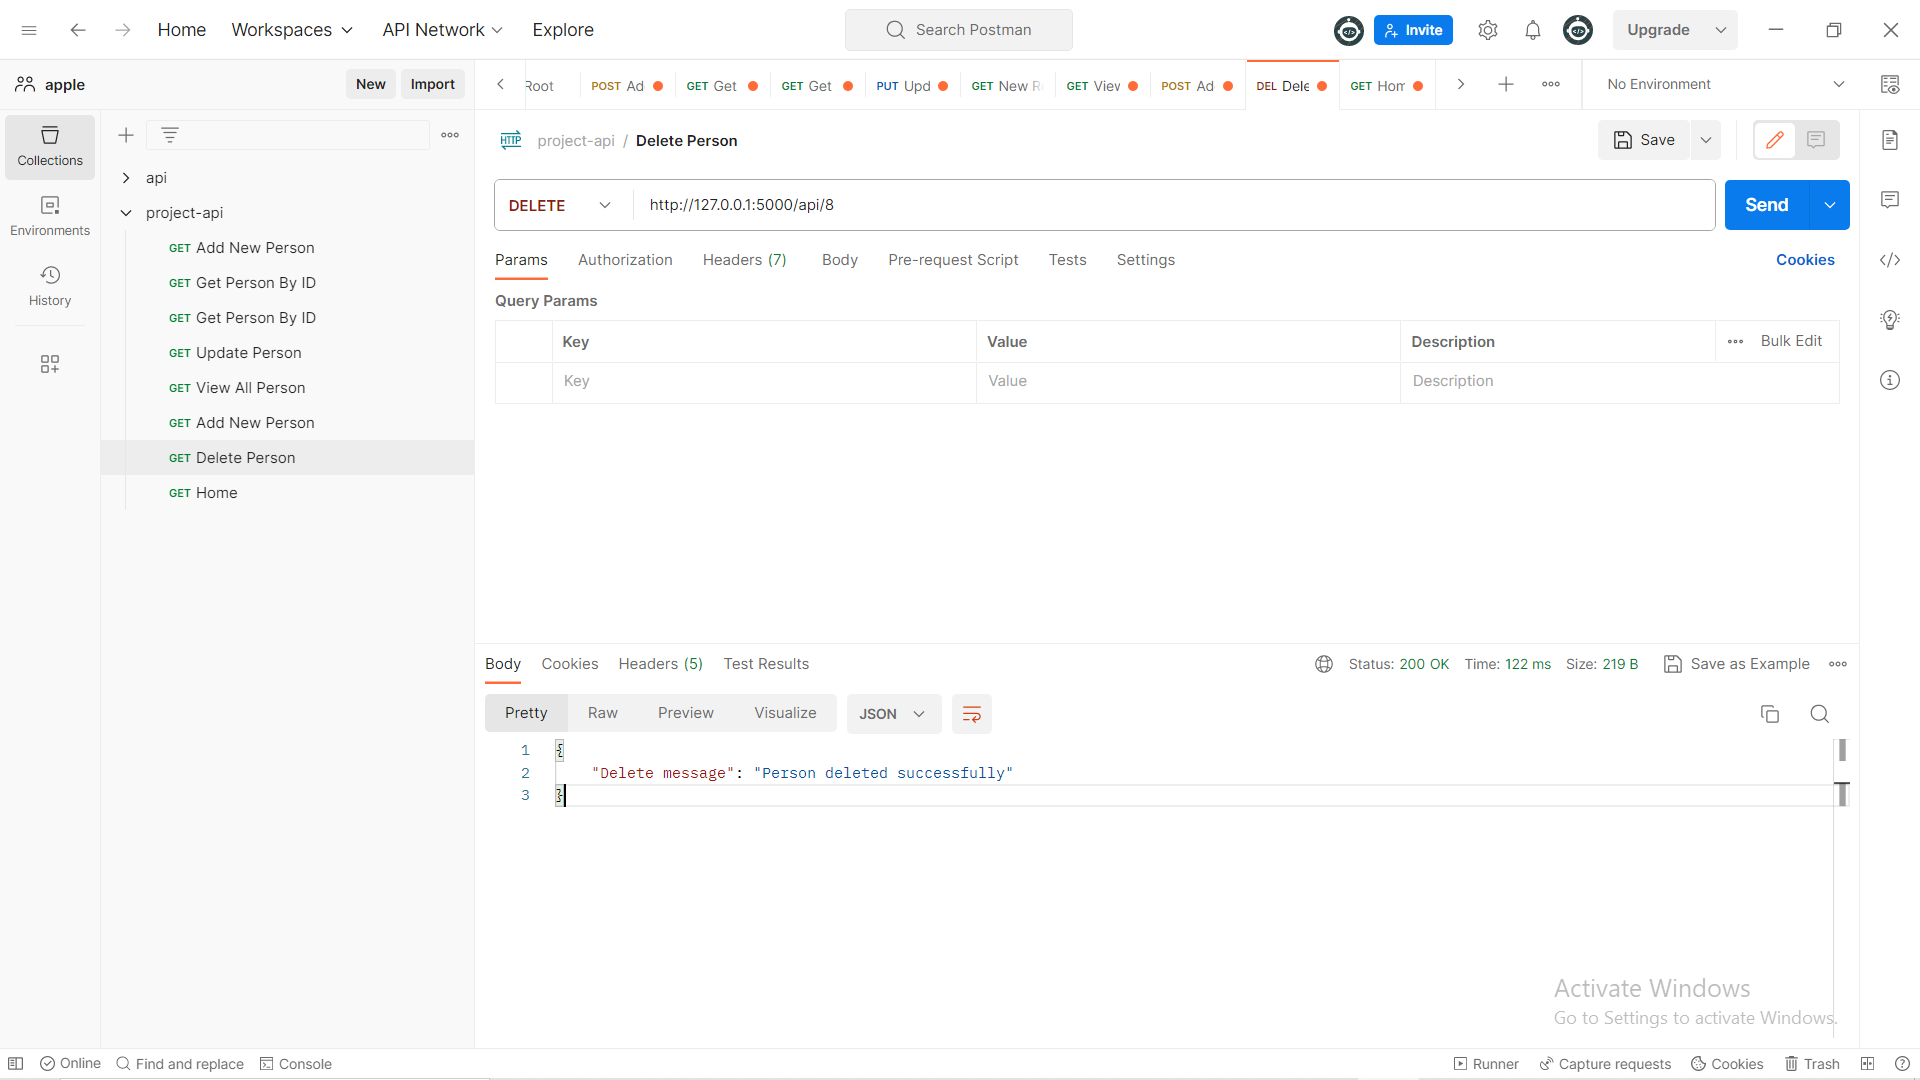 Home Workspaces API Network Explore Search Postman Invite Upgrade
apple New Import Root POST Ad GET Get GET Get PUT Upd GET New R GET Viev POST Ad DEL Dele GET Hom No Environment
Collections
Environments
History
api
project-api
GET Add New Person
GET Get Person By ID
GET Get Person By ID
GET Update Person
GET View All Person
GET Add New Person
GET Delete Person
GET Home
HTTP project-api / Delete Person Save
DELETE http://127.0.0.1:5000/api/8 Send
Params Authorization Headers (7) Body Pre-request Script Tests Settings Cookies
Query Params
Key Value Description Bulk Edit
Key Value Description
Body Cookies Headers (5) Test Results Status: 200 OK Time: 122 ms Size: 219 B Save as Example
Pretty Raw Preview Visualize JSON
1 {
2 "Delete message": "Person deleted successfully"
3 }
Activate Windows
Go to Settings to activate Windows.
Online Find and replace Console Runner Capture requests Cookies Trash